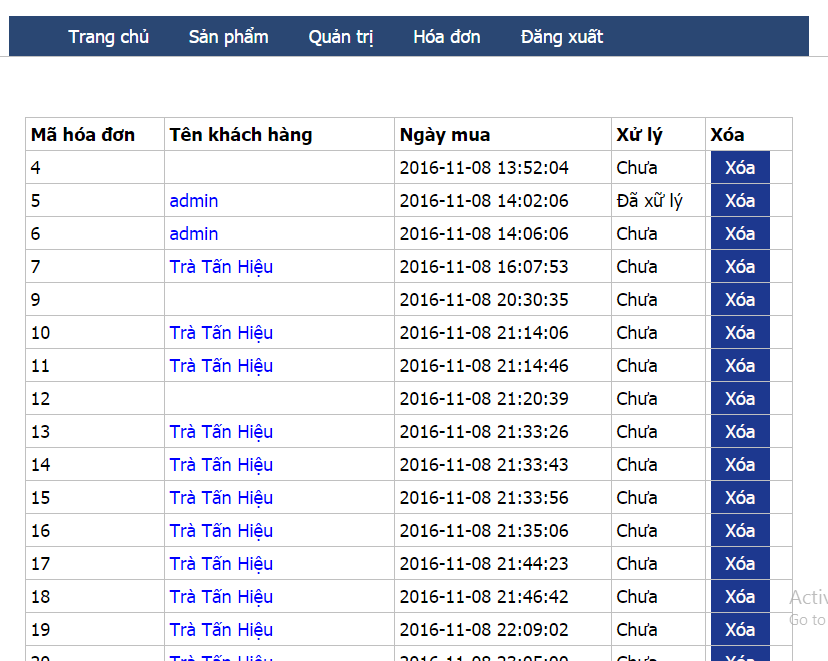 Trang chủ Sản phẩm Quản trị Hóa đơn Đăng xuất
Mã hóa đơn Tên khách hàng Ngày mua Xử lý Xóa
4 2016-11-08 13:52:04 Chưa Xóa
5 admin 2016-11-08 14:02:06 Đã xữ lý Xóa
6 admin 2016-11-08 14:06:06 Chưa Xóa
7 Trà Tấn Hiệu 2016-11-08 16:07:53 Chưa Xóa
9 2016-11-08 20:30:35 Chưa Xóa
10 Trà Tấn Hiệu 2016-11-08 21:14:06 Chưa Xóa
11 Trà Tấn Hiệu 2016-11-08 21:14:46 Chưa Xóa
12 2016-11-08 21:20:39 Chưa Xóa
13 Trà Tấn Hiệu 2016-11-08 21:33:26 Chưa Xóa
14 Trà Tấn Hiệu 2016-11-08 21:33:43 Chưa Xóa
15 Trà Tấn Hiệu 2016-11-08 21:33:56 Chưa Xóa
16 Trà Tấn Hiệu 2016-11-08 21:35:06 Chưa Xóa
17 Trà Tấn Hiệu 2016-11-08 21:44:23 Chưa Xóa
18 Trà Tấn Hiệu 2016-11-08 21:46:42 Chưa Xóa
Activ
19 Trà Tấn Hiệu 2016-11-08 22:09:02 Chưa Xóa
Go to